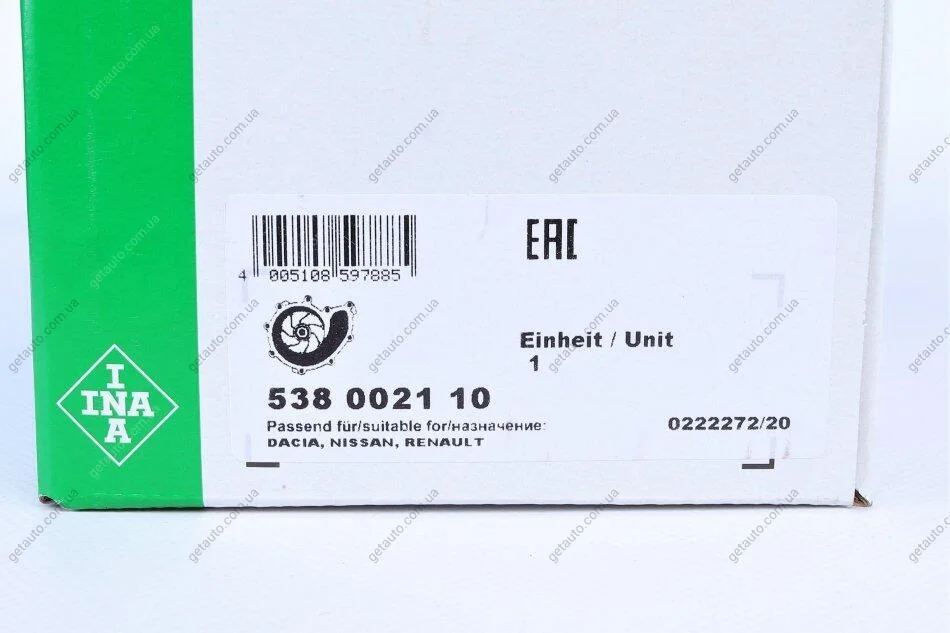 EAC
4 005108 597885
Einheit / Unit
1
538 0021 10
Passend für/suitable for/назначение:
DACIA, NISSAN, RENAULT
0222272/20
I
INA
A
getauto.com.ua